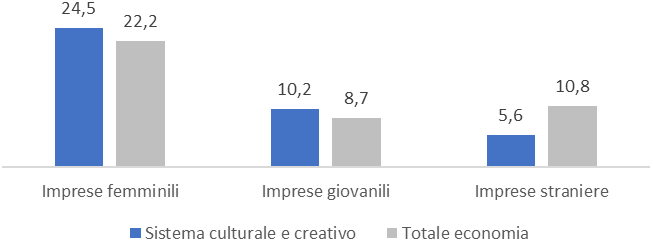 24,5
22,2
10,2
8,7
5,6
10,8
Imprese femminili
Imprese giovanili
Imprese straniere
Sistema culturale e creativo
Totale economia